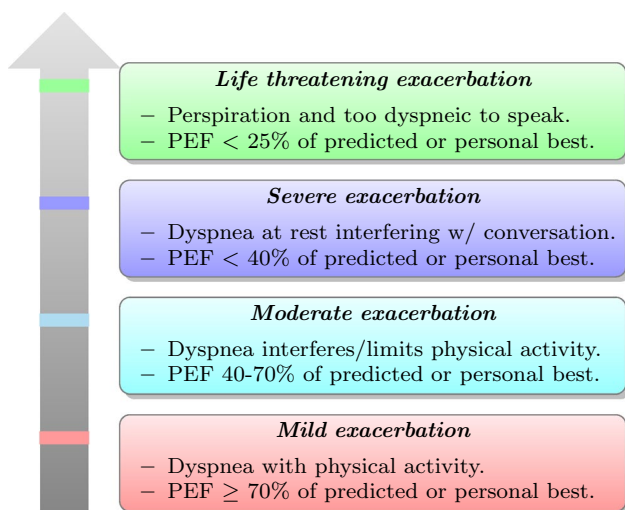 Life threatening exacerbation
– Perspiration and too dyspneic to speak.
– PEF < 25% of predicted or personal best.
Severe exacerbation
– Dyspnea at rest interfering w/ conversation.
– PEF < 40% of predicted or personal best.
Moderate exacerbation
– Dyspnea interferes/limits physical activity.
– PEF 40-70% of predicted or personal best.
Mild exacerbation
– Dyspnea with physical activity.
– PEF ≥ 70% of predicted or personal best.